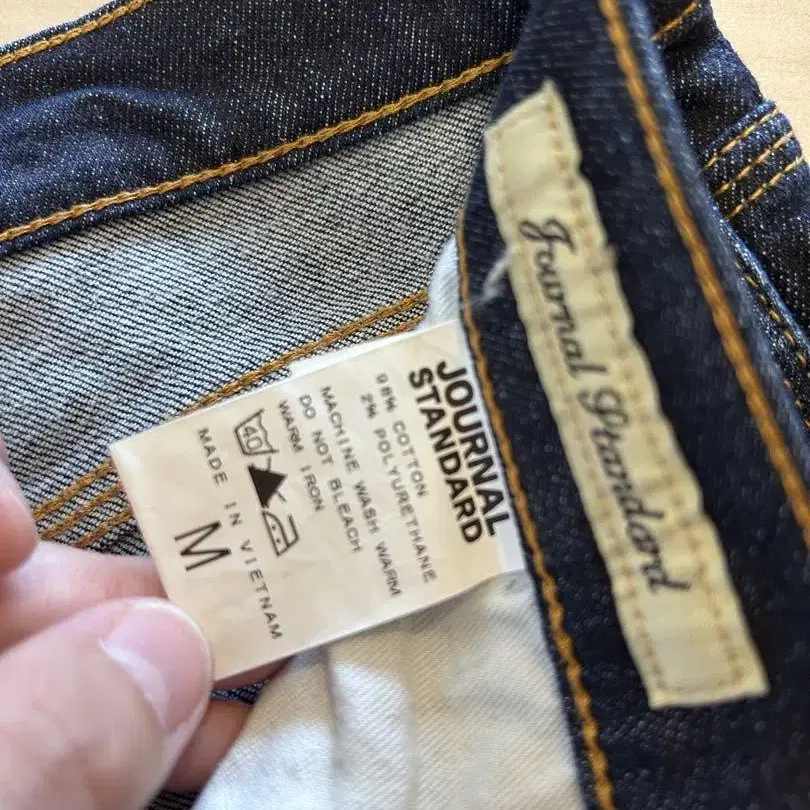 Journal Standard
JOURNAL
STANDARD
98% COTTON
2% POLYURETHANE
MACHINE WASH WARM
DO NOT BLEACH
WARM IRON
40
MADE IN VIETNAM
M